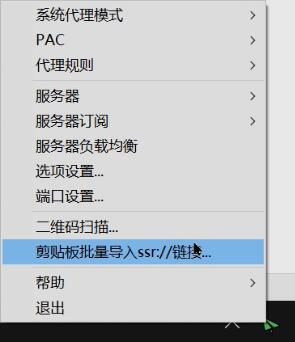 系统代理模式
PAC
代理规则
服务器
服务器订阅
服务器负载均衡
选项设置...
端口设置...
二维码扫描...
剪贴板批量导入ssr://链接...
帮助
退出